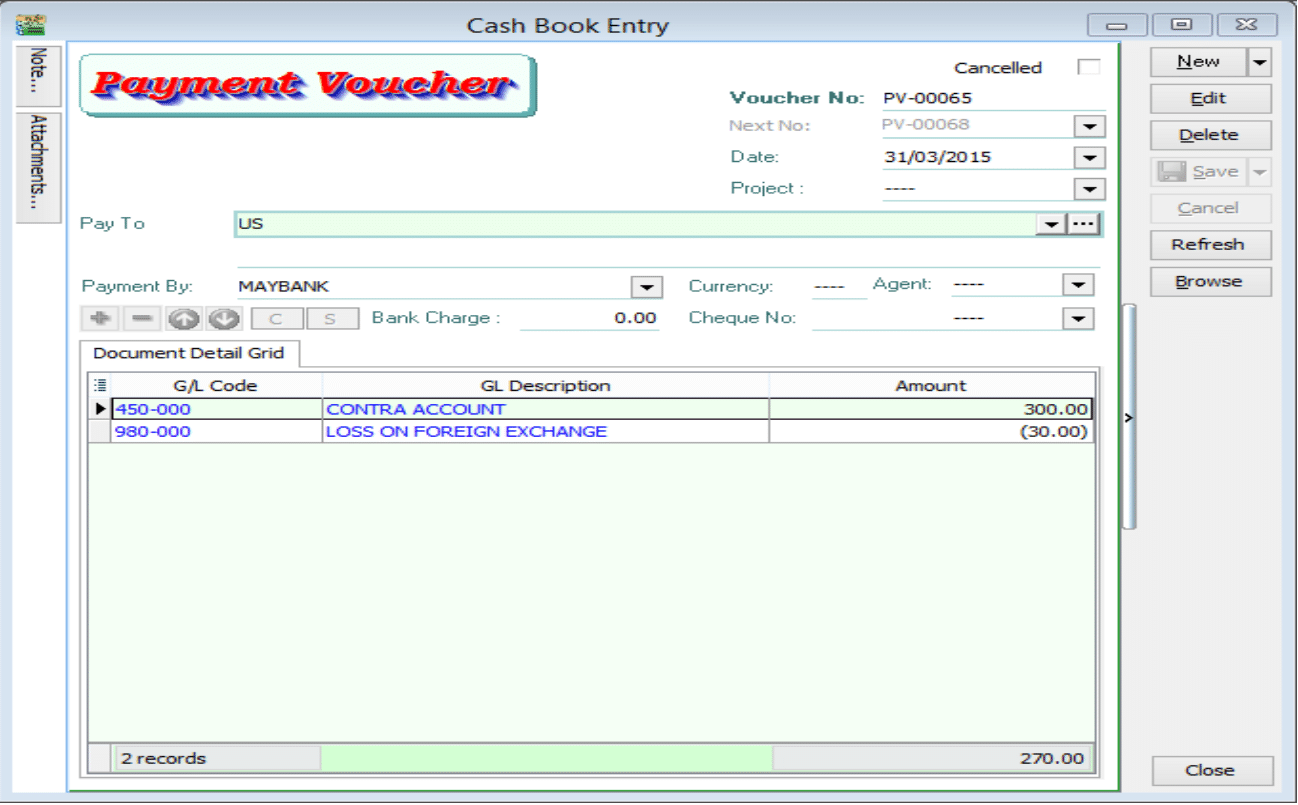 Cash Book Entry
Note...
Attachments...
Payment Voucher
Cancelled
Voucher No: PV-00065
Next No: PV-00068
Date: 31/03/2015
Project : ----
Pay To US
Payment By: MAYBANK Currency: ---- Agent: ----
C S Bank Charge : 0.00 Cheque No: ----
Document Detail Grid
G/L Code GL Description Amount
450-000 CONTRA ACCOUNT 300.00
980-000 LOSS ON FOREIGN EXCHANGE (30.00)
2 records 270.00
New
Edit
Delete
Save
Cancel
Refresh
Browse
Close